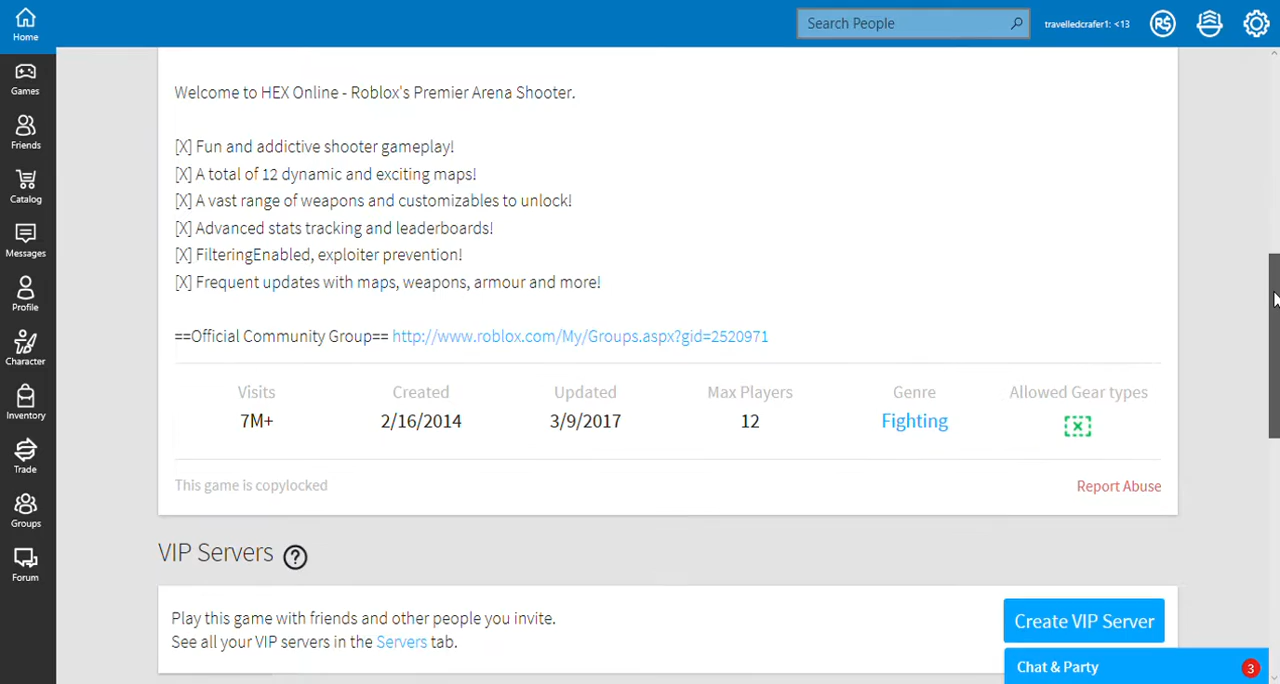 Home
Search People
travelledcrafer1: <13
R$
Games
Friends
Catalog
Messages
Profile
Character
Inventory
Trade
Groups
Forum
Welcome to HEX Online - Roblox's Premier Arena Shooter.
[X] Fun and addictive shooter gameplay!
[X] A total of 12 dynamic and exciting maps!
[X] A vast range of weapons and customizables to unlock!
[X] Advanced stats tracking and leaderboards!
[X] FilteringEnabled, exploiter prevention!
[X] Frequent updates with maps, weapons, armour and more!
==Official Community Group== http://www.roblox.com/My/Groups.aspx?gid=2520971
Visits Created Updated Max Players Genre Allowed Gear types
7M+ 2/16/2014 3/9/2017 12 Fighting
This game is copylocked Report Abuse
VIP Servers ?
Play this game with friends and other people you invite.
See all your VIP servers in the Servers tab.
Create VIP Server
Chat & Party 3